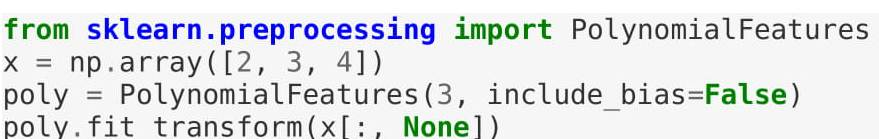 from sklearn.preprocessing import PolynomialFeatures
x = np.array([2, 3, 4])
poly = PolynomialFeatures(3, include_bias=False)
poly.fit_transform(x[:, None])